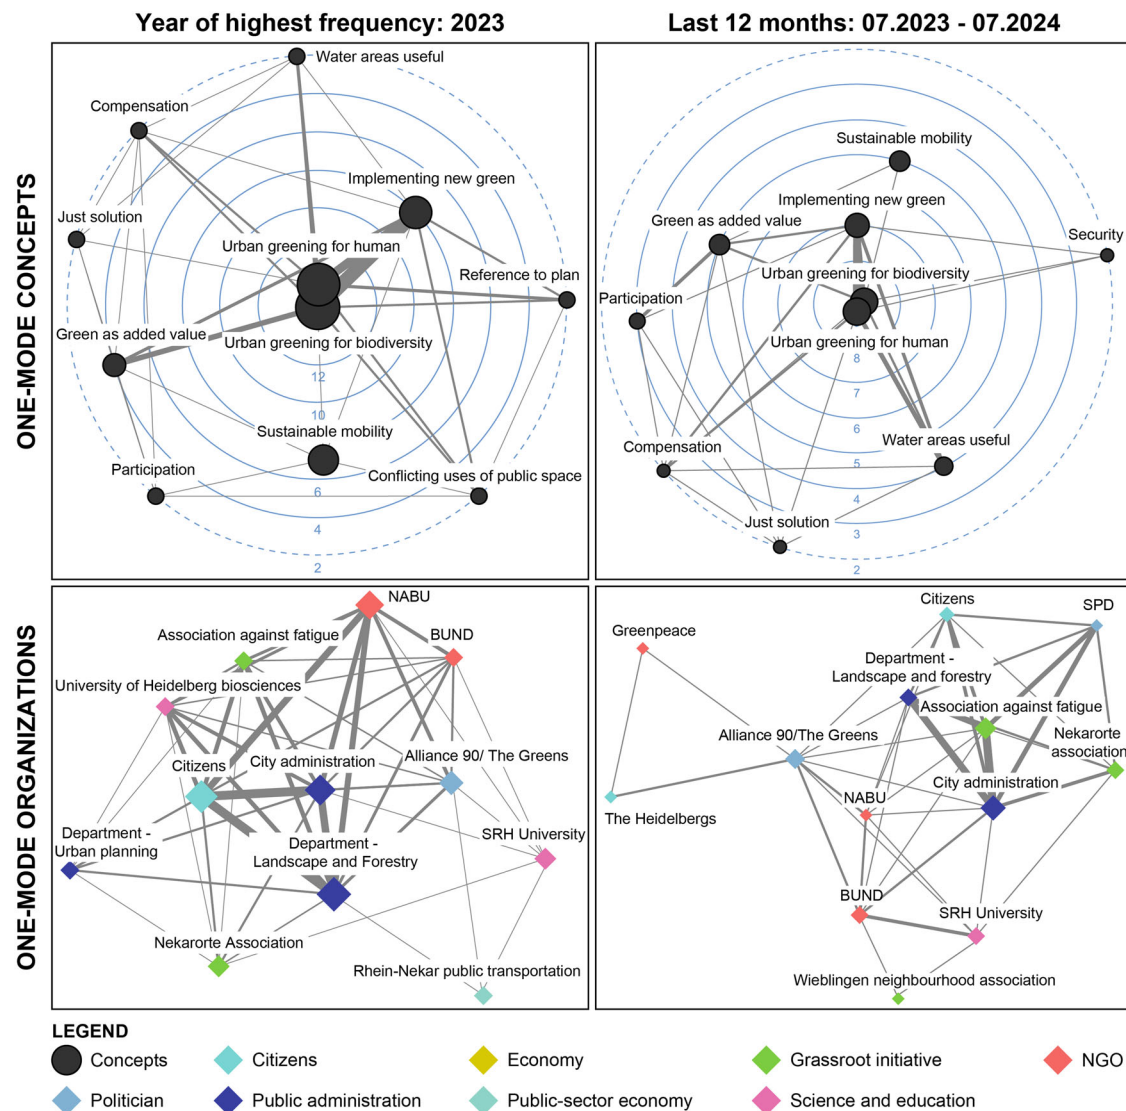 Year of highest frequency: 2023
Last 12 months: 07.2023 - 07.2024
ONE-MODE CONCEPTS
Water areas useful
Compensation
Implementing new green
Just solution
Urban greening for human
Reference to plan
Green as added value
Urban greening for biodiversity
12
10
Sustainable mobility
Participation
Conflicting uses of public space
6
4
2
Sustainable mobility
Implementing new green
Green as added value
Security
Urban greening for biodiversity
Participation
Urban greening for human
8
7
6
Water areas useful
Compensation
5
4
Just solution
3
2
ONE-MODE ORGANIZATIONS
NABU
Association against fatigue
BUND
University of Heidelberg biosciences
Citizens
City administration
Alliance 90/ The Greens
Department -
Urban planning
Department -
Landscape and Forestry
SRH University
Nekarorte Association
Rhein-Nekar public transportation
Citizens
SPD
Greenpeace
Department -
Landscape and forestry
Association against fatigue
Alliance 90/The Greens
Nekarorte
association
City administration
NABU
The Heidelbergs
BUND
SRH University
Wieblingen neighbourhood association
LEGEND
Concepts
Citizens
Economy
Grassroot initiative
NGO
Politician
Public administration
Public-sector economy
Science and education